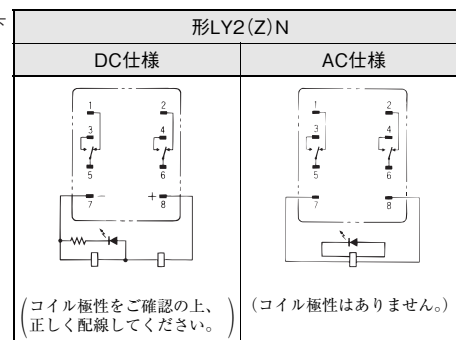 下
形LY2(Z)N
DC仕様
AC仕様
1 2
3 4
5 6
7 − + 8
1 2
3 4
5 6
7 8
(コイル極性をご確認の上、
正しく配線してください。)
(コイル極性はありません。)